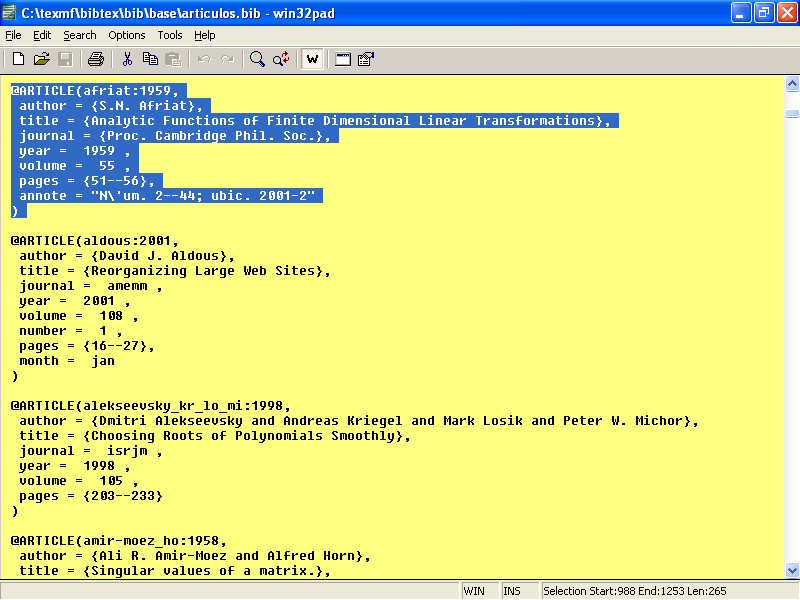 C:\texmf\bibtex\bib\base\articulos.bib - win32pad
File Edit Search Options Tools Help
W
@ARTICLE(afriat:1959,
author = {S.N. Afriat},
title = {Analytic Functions of Finite Dimensional Linear Transformations},
journal = {Proc. Cambridge Phil. Soc.},
year =  1959 ,
volume =  55 ,
pages = {51--56},
annote = "N\'um. 2--44; ubic. 2001-2"
)
@ARTICLE(aldous:2001,
author = {David J. Aldous},
title = {Reorganizing Large Web Sites},
journal =  amemm ,
year =  2001 ,
volume =  108 ,
number =  1 ,
pages = {16--27},
month =  jan
)
@ARTICLE(alekseevsky_kr_lo_mi:1998,
author = {Dmitri Alekseevsky and Andreas Kriegel and Mark Losik and Peter W. Michor},
title = {Choosing Roots of Polynomials Smoothly},
journal =  isrjm ,
year =  1998 ,
volume =  105 ,
pages = {203--233}
)
@ARTICLE(amir-moez_ho:1958,
author = {Ali R. Amir-Moez and Alfred Horn},
title = {Singular values of a matrix.},
WIN INS Selection Start:988 End:1253 Len:265